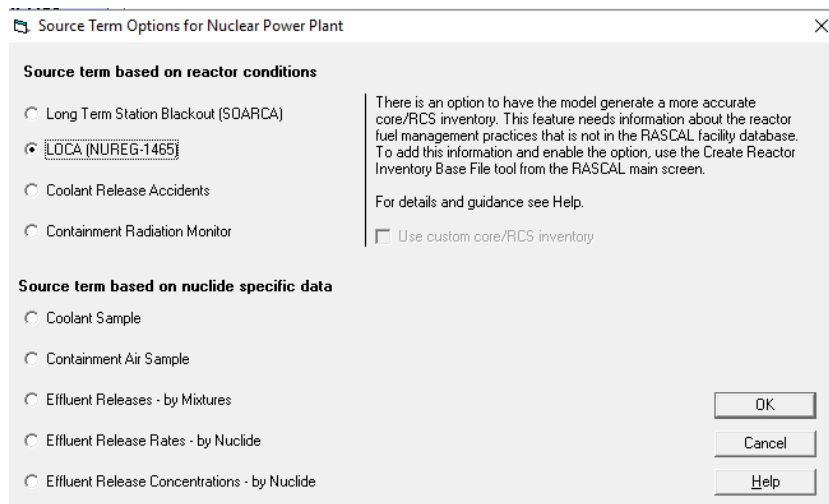 Source Term Options for Nuclear Power Plant
Source term based on reactor conditions
Long Term Station Blackout (SOARCA)
LOCA (NUREG-1465)
Coolant Release Accidents
Containment Radiation Monitor
There is an option to have the model generate a more accurate
core/RCS inventory. This feature needs information about the reactor
fuel management practices that is not in the RASCAL facility database.
To add this information and enable the option, use the Create Reactor
Inventory Base File tool from the RASCAL main screen.
For details and guidance see Help.
Use custom core/RCS inventory
Source term based on nuclide specific data
Coolant Sample
Containment Air Sample
Effluent Releases - by Mixtures
Effluent Release Rates - by Nuclide
Effluent Release Concentrations - by Nuclide
OK
Cancel
Help